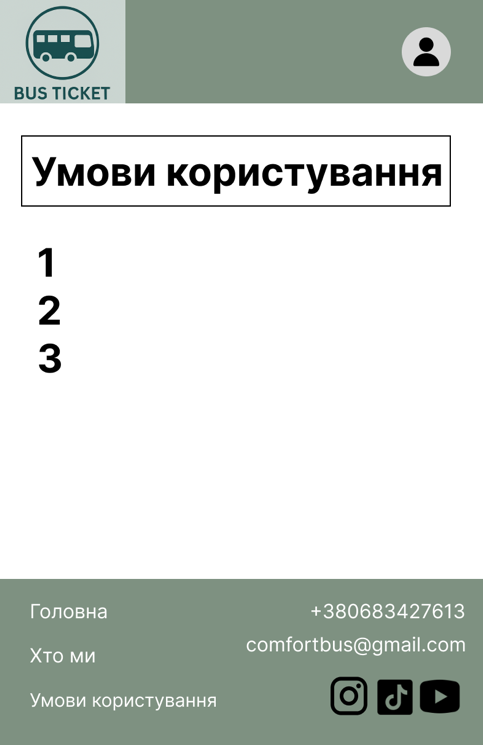 BUS TICKET
Умови користування
1
2
3
Головна
Хто ми
Умови користування
+380683427613
comfortbus@gmail.com